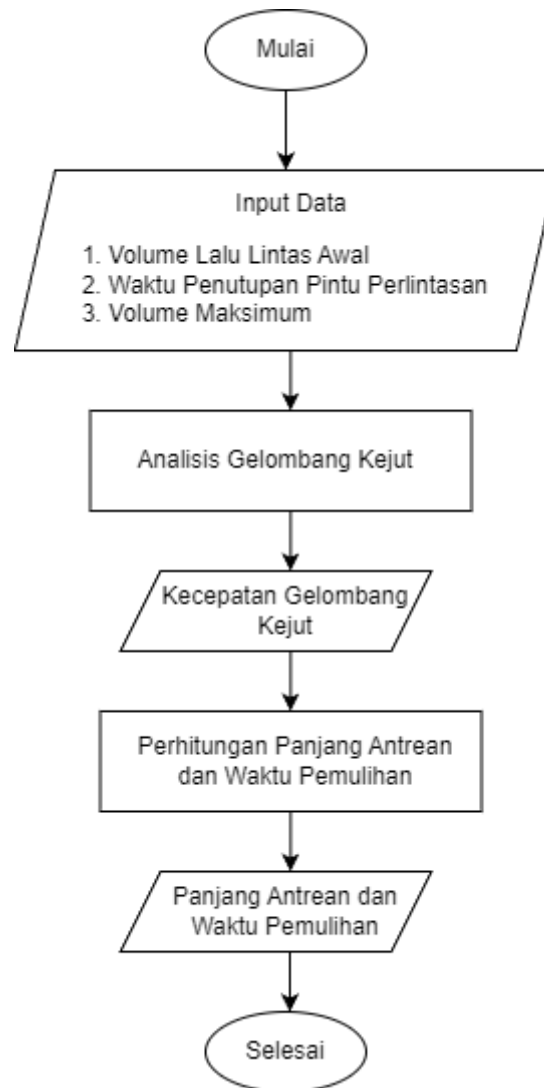 Mulai
Input Data
1. Volume Lalu Lintas Awal
2. Waktu Penutupan Pintu Perlintasan
3. Volume Maksimum
Analisis Gelombang Kejut
Kecepatan Gelombang
Kejut
Perhitungan Panjang Antrean
dan Waktu Pemulihan
Panjang Antrean dan
Waktu Pemulihan
Selesai